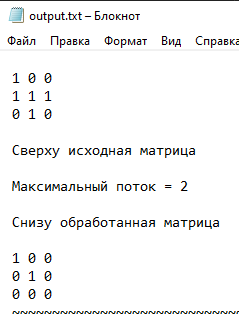 output.txt – Блокнот
Файл Правка Формат Вид Справка
1 0 0
1 1 1
0 1 0
Сверху исходная матрица
Максимальный поток = 2
Снизу обработанная матрица
1 0 0
0 1 0
0 0 0
~~~~~~~~~~~~~~~~~~~~~~~~~~~~~